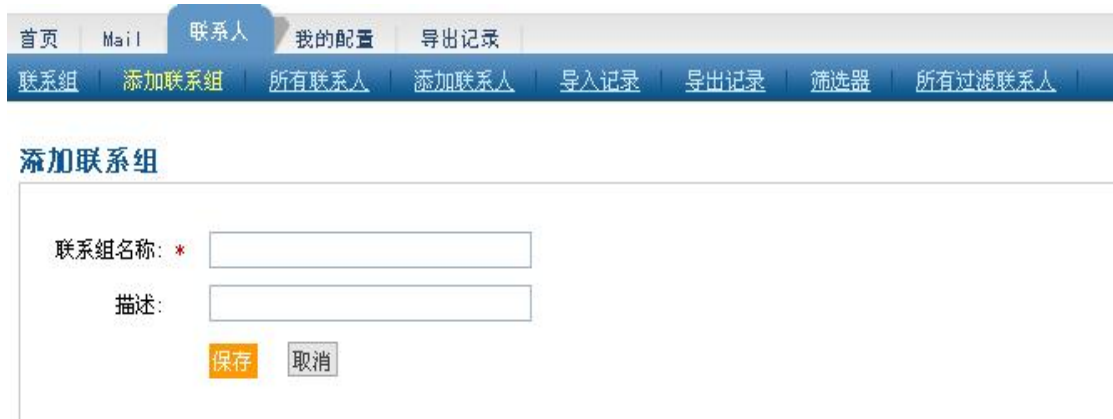 首页 Mail 联系人 我的配置 导出记录
联系组 添加联系组 所有联系人 添加联系人 导入记录 导出记录 筛选器 所有过滤联系人
添加联系组
联系组名称: *
描述:
保存 取消